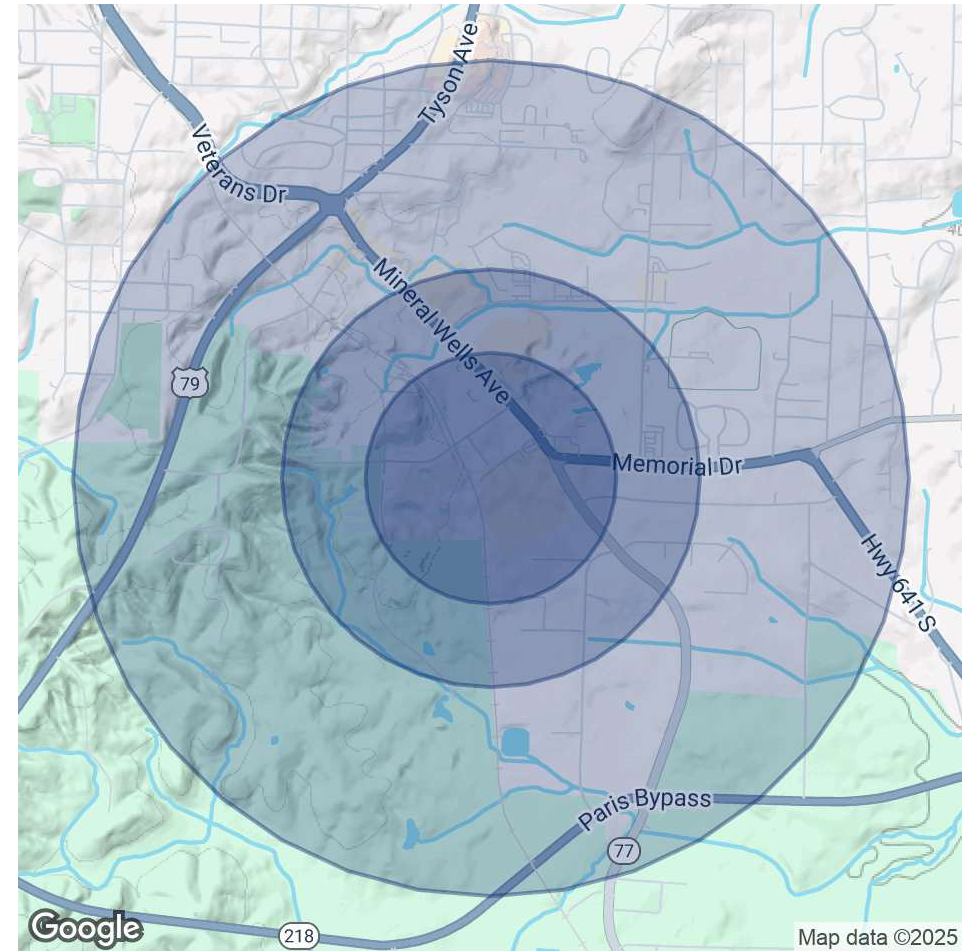 Tyson Ave
Veterans Dr
Mineral Wells Ave
79
Memorial Dr
Hwy 641 S
Paris Bypass
77
218
Google
Map data ©2025